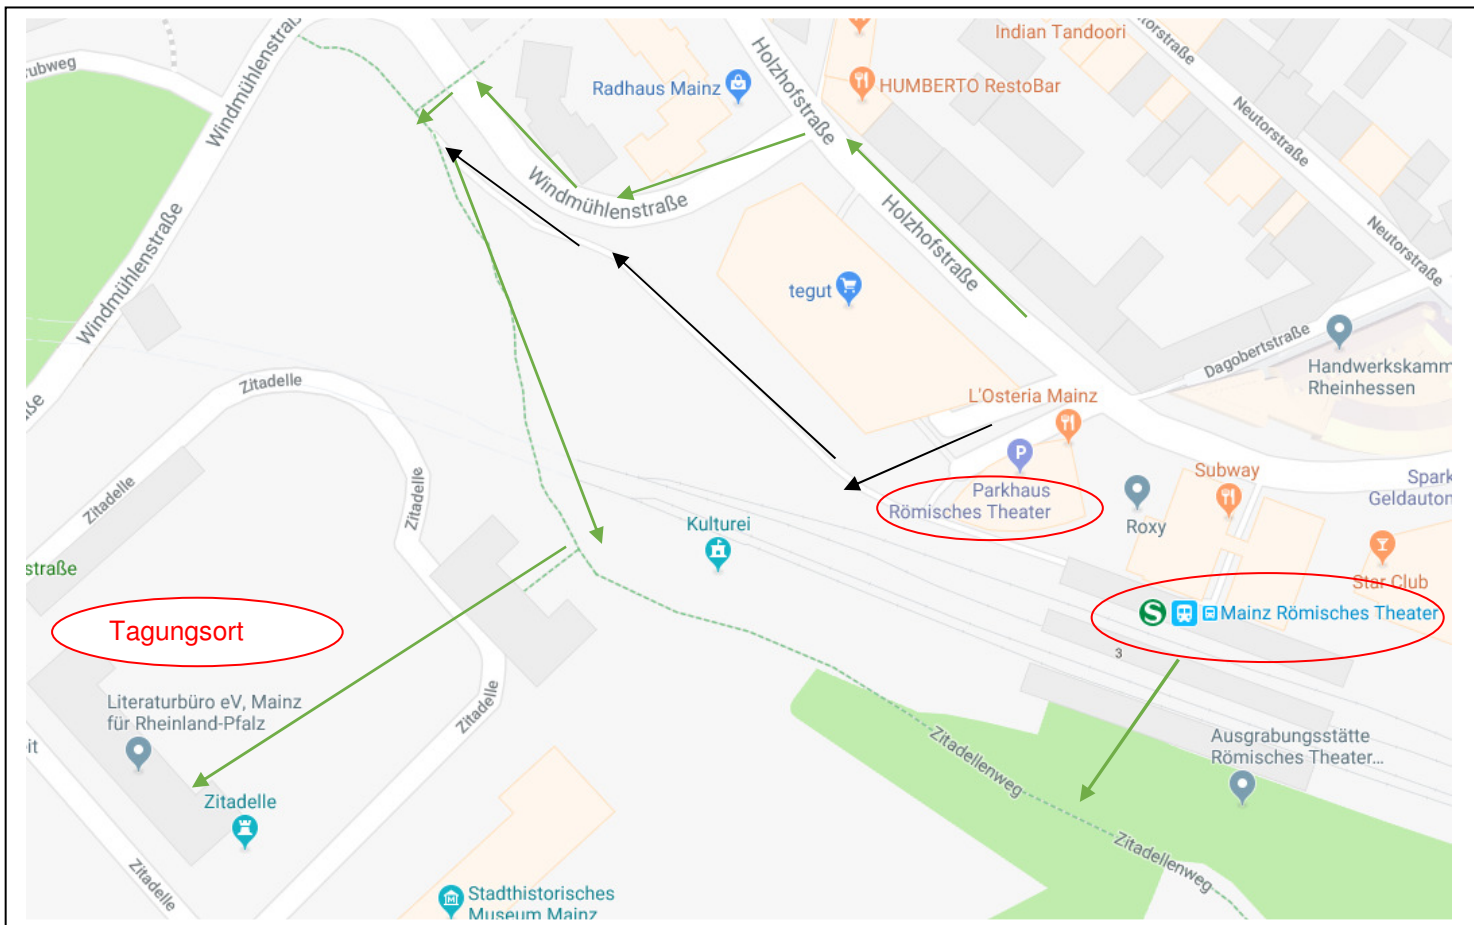 Indian Tandoori
Radhaus Mainz
HUMBERTO RestoBar
Holzhofstraße
Neutorstraße
Windmühlenstraße
Windmühlenstraße
Holzhofstraße
Neutorstraße
Windmühlenstraße
tegut
Dagobertstraße
Handwerkskamm
Rheinhessen
Zitadelle
L'Osteria Mainz
P
Parkhaus
Römisches Theater
Subway
Spark
Geldauton
Roxy
Zitadelle
Zitadelle
Kulturei
straße
Star Club
S
Mainz Römisches Theater
3
Tagungsort
Literaturbüro eV, Mainz
für Rheinland-Pfalz
it
Zitadelle
Zitadellenweg
Ausgrabungsstätte
Römisches Theater...
Zitadelle
Zitadellenweg
Zitadelle
Stadthistorisches
Museum Mainz